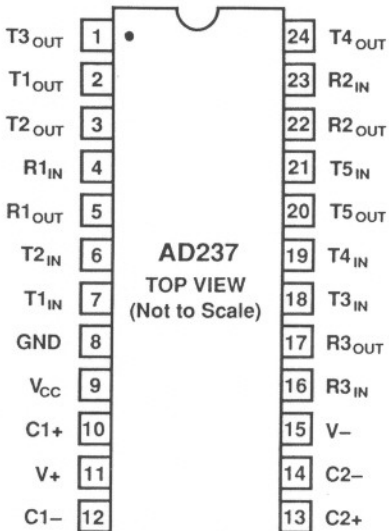 T3OUT 1 24 T4OUT
T1OUT 2 23 R2IN
T2OUT 3 22 R2OUT
R1IN 4 21 T5IN
R1OUT 5 20 T5OUT
T2IN 6 AD237 19 T4IN
TOP VIEW
T1IN 7 (Not to Scale) 18 T3IN
GND 8 17 R3OUT
VCC 9 16 R3IN
C1+ 10 15 V–
V+ 11 14 C2–
C1– 12 13 C2+